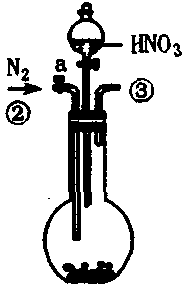 HNO₃
N₂ a
② ③